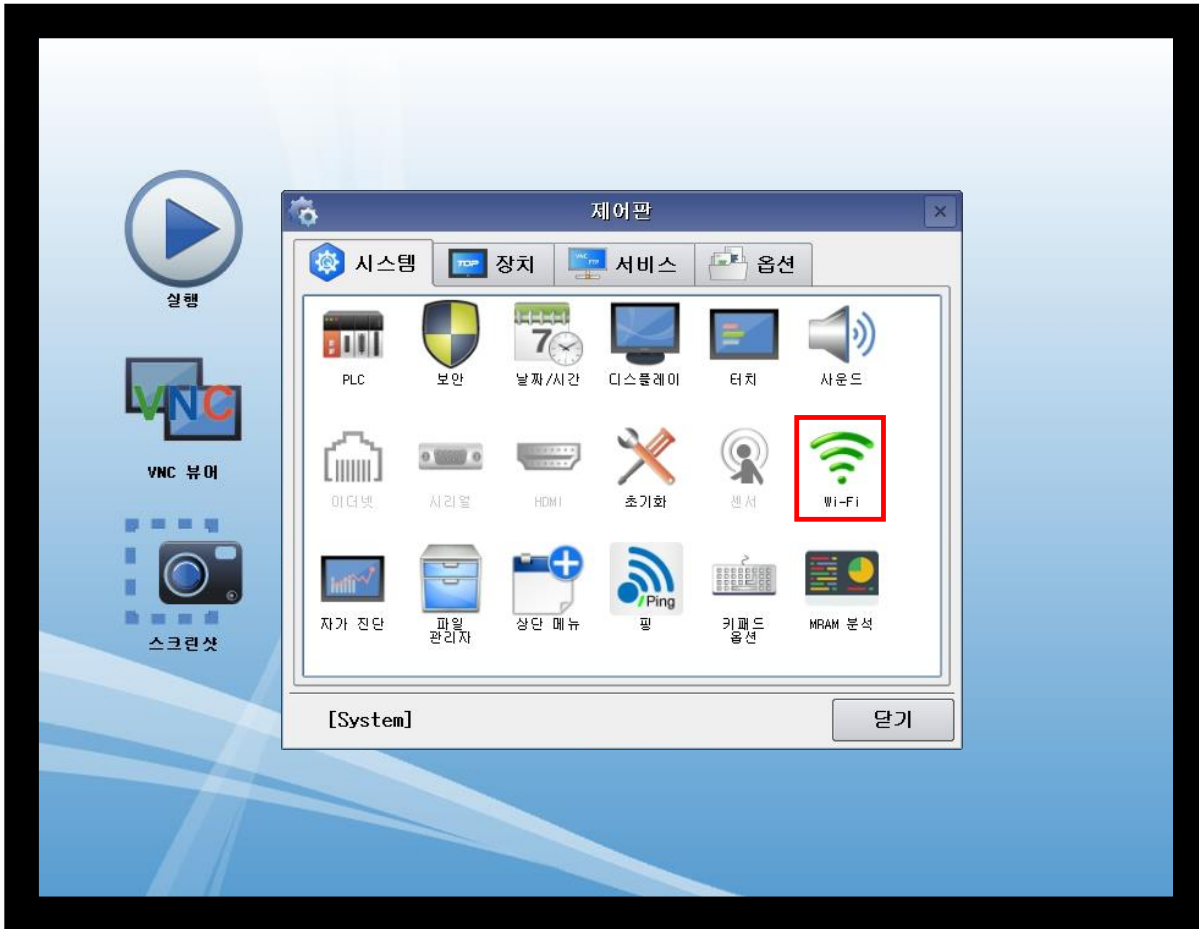 제어판
시스템
TOP
장치
VNC
FTP
서비스
옵션
실행
7
PLC
보안
날짜/시간
디스플레이
터치
사운드
VNC
VNC 뷰어
이더넷
시리얼
HDMI
초기화
센서
Wi-Fi
Ping
자가 진단
파일
관리자
상단 메뉴
핑
키패드
옵션
MRAM 분석
스크린샷
[System]
닫기